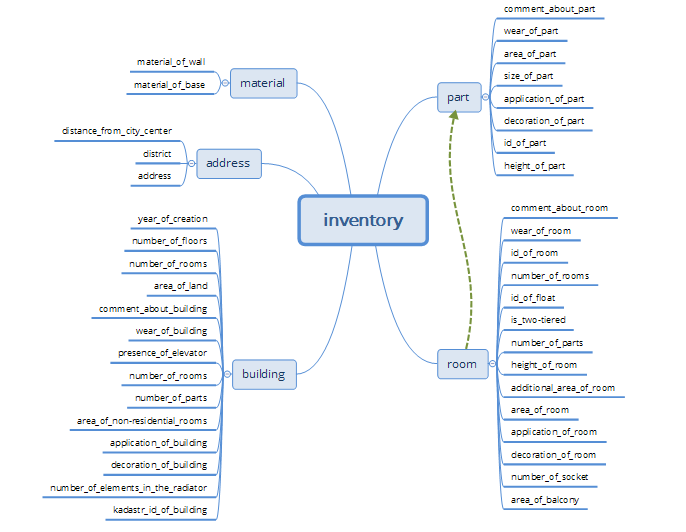 inventory
material
material_of_wall
material_of_base
address
distance_from_city_center
district
address
building
year_of_creation
number_of_floors
number_of_rooms
area_of_land
comment_about_building
wear_of_building
presence_of_elevator
number_of_rooms
number_of_parts
area_of_non-residential_rooms
application_of_building
decoration_of_building
number_of_elements_in_the_radiator
kadastr_id_of_building
part
comment_about_part
wear_of_part
area_of_part
size_of_part
application_of_part
decoration_of_part
id_of_part
height_of_part
room
comment_about_room
wear_of_room
id_of_room
number_of_rooms
id_of_float
is_two-tiered
number_of_parts
height_of_room
additional_area_of_room
area_of_room
application_of_room
decoration_of_room
number_of_socket
area_of_balcony